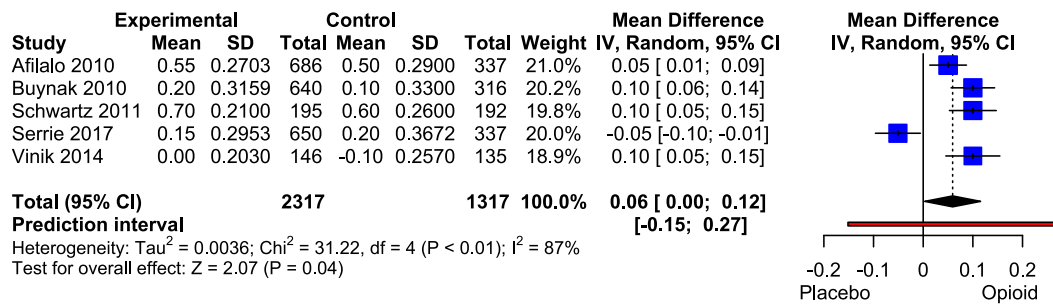 Experimental Control Mean Difference Mean Difference
Study Mean SD Total Mean SD Total Weight IV, Random, 95% CI IV, Random, 95% CI
Afilalo 2010 0.55 0.2703 686 0.50 0.2900 337 21.0% 0.05 [ 0.01; 0.09]
Buynak 2010 0.20 0.3159 640 0.10 0.3300 316 20.2% 0.10 [ 0.06; 0.14]
Schwartz 2011 0.70 0.2100 195 0.60 0.2600 192 19.8% 0.10 [ 0.05; 0.15]
Serrie 2017 0.15 0.2953 650 0.20 0.3672 337 20.0% -0.05 [-0.10; -0.01]
Vinik 2014 0.00 0.2030 146 -0.10 0.2570 135 18.9% 0.10 [ 0.05; 0.15]
Total (95% CI) 2317 1317 100.0% 0.06 [ 0.00; 0.12]
Prediction interval [-0.15; 0.27]
Heterogeneity: Tau² = 0.0036; Chi² = 31.22, df = 4 (P < 0.01); I² = 87%
Test for overall effect: Z = 2.07 (P = 0.04)
-0.2 -0.1 0 0.1 0.2
Placebo Opioid